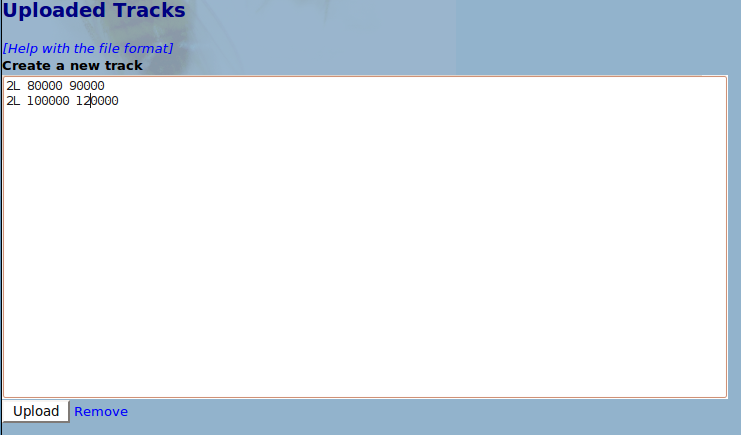 Uploaded Tracks
[Help with the file format]
Create a new track
2L 80000 90000
2L 100000 120000
Upload Remove